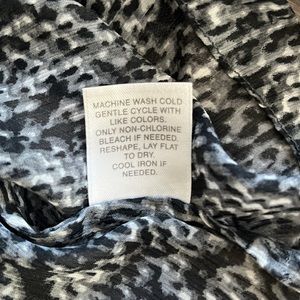 MACHINE WASH COLD
GENTLE CYCLE WITH
LIKE COLORS.
ONLY NON-CHLORINE
BLEACH IF NEEDED.
RESHAPE, LAY FLAT
TO DRY.
COOL IRON IF
NEEDED.